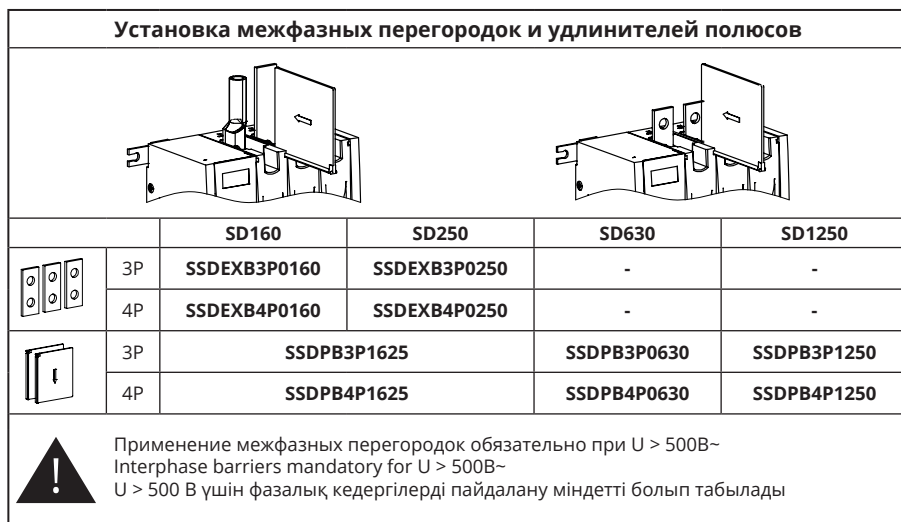 Установка межфазных перегородок и удлинителей полюсов
SD160 SD250 SD630 SD1250
3P SSDEXB3P0160 SSDEXB3P0250 - -
4P SSDEXB4P0160 SSDEXB4P0250 - -
3P SSDPB3P1625 SSDPB3P0630 SSDPB3P1250
4P SSDPB4P1625 SSDPB4P0630 SSDPB4P1250
Применение межфазных перегородок обязательно при U > 500В~
Interphase barriers mandatory for U > 500В~
U > 500 В үшін фазалық кедергілерді пайдалану міндетті болып табылады